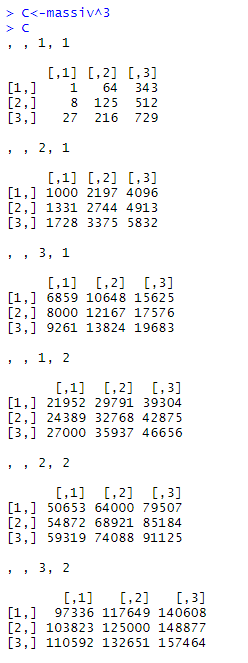 > C<-massiv^3
> C
, , 1, 1
[,1] [,2] [,3]
[1,] 1 64 343
[2,] 8 125 512
[3,] 27 216 729
, , 2, 1
[,1] [,2] [,3]
[1,] 1000 2197 4096
[2,] 1331 2744 4913
[3,] 1728 3375 5832
, , 3, 1
[,1] [,2] [,3]
[1,] 6859 10648 15625
[2,] 8000 12167 17576
[3,] 9261 13824 19683
, , 1, 2
[,1] [,2] [,3]
[1,] 21952 29791 39304
[2,] 24389 32768 42875
[3,] 27000 35937 46656
, , 2, 2
[,1] [,2] [,3]
[1,] 50653 64000 79507
[2,] 54872 68921 85184
[3,] 59319 74088 91125
, , 3, 2
[,1] [,2] [,3]
[1,] 97336 117649 140608
[2,] 103823 125000 148877
[3,] 110592 132651 157464